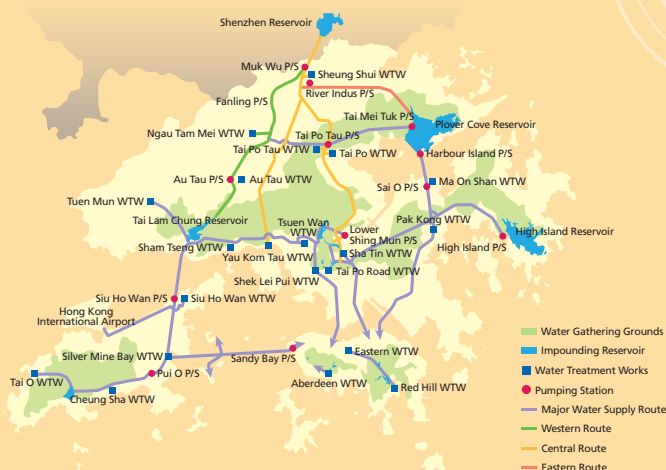 Shenzhen Reservoir
Muk Wu P/S
Sheung Shui WTW
River Indus P/S
Fanling P/S
Tai Mei Tuk P/S
Plover Cove Reservoir
Ngau Tam Mei WTW
Tai Po Tau P/S
Tai Po Tau WTW
Tai Po WTW
Harbour Island P/S
Au Tau P/S
Au Tau WTW
Sai O P/S
Ma On Shan WTW
Tuen Mun WTW
Tai Lam Chung Reservoir
Tsuen Wan
WTW
Lower
Shing Mun P/S
Pak Kong WTW
High Island Reservoir
High Island P/S
Sham Tseng WTW
Yau Kom Tau WTW
Sha Tin WTW
Shek Lei Pui WTW
Tai Po Road WTW
Siu Ho Wan P/S
Siu Ho Wan WTW
Hong Kong
International Airport
Silver Mine Bay WTW
Sandy Bay P/S
Eastern WTW
Tai O WTW
Pui O P/S
Cheung Sha WTW
Aberdeen WTW
Red Hill WTW
Water Gathering Grounds
Impounding Reservoir
Water Treatment Works
Pumping Station
Major Water Supply Route
Western Route
Central Route
Eastern Route